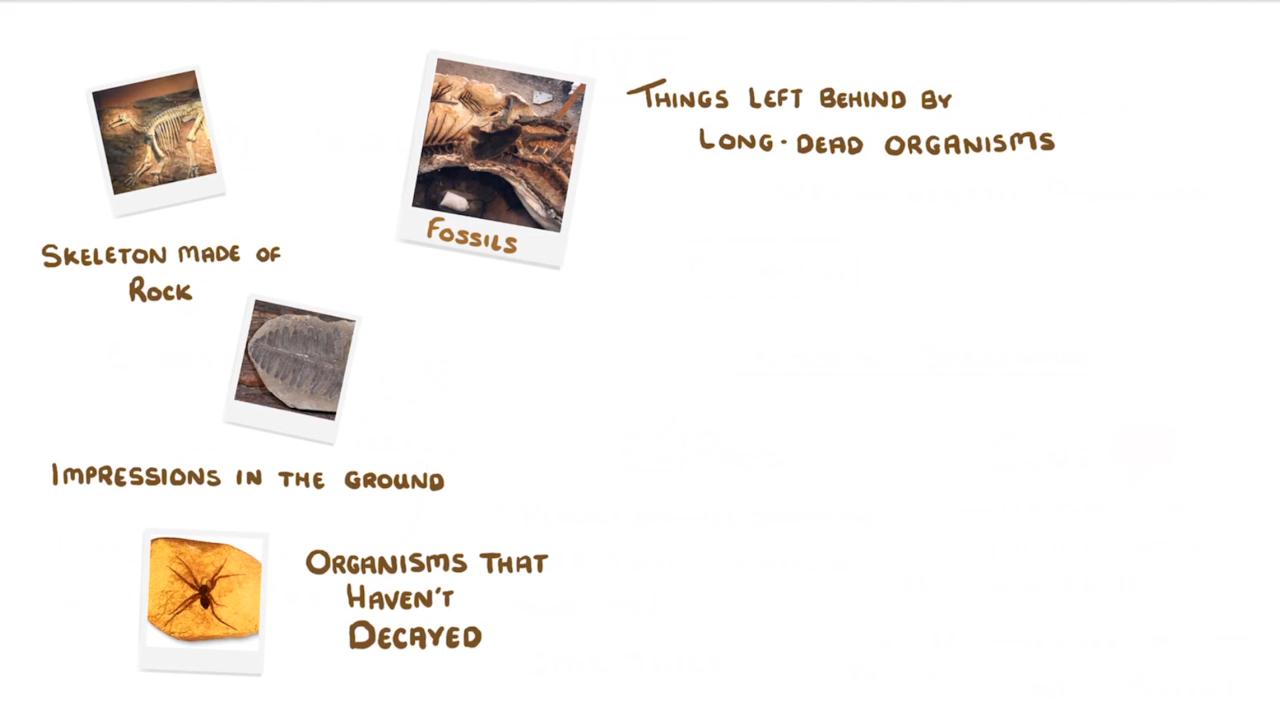 THINGS LEFT BEHIND BY
LONG-DEAD ORGANISMS
FOSSILS
SKELETON MADE OF
ROCK
IMPRESSIONS IN THE GROUND
ORGANISMS THAT
HAVEN'T
DECAYED